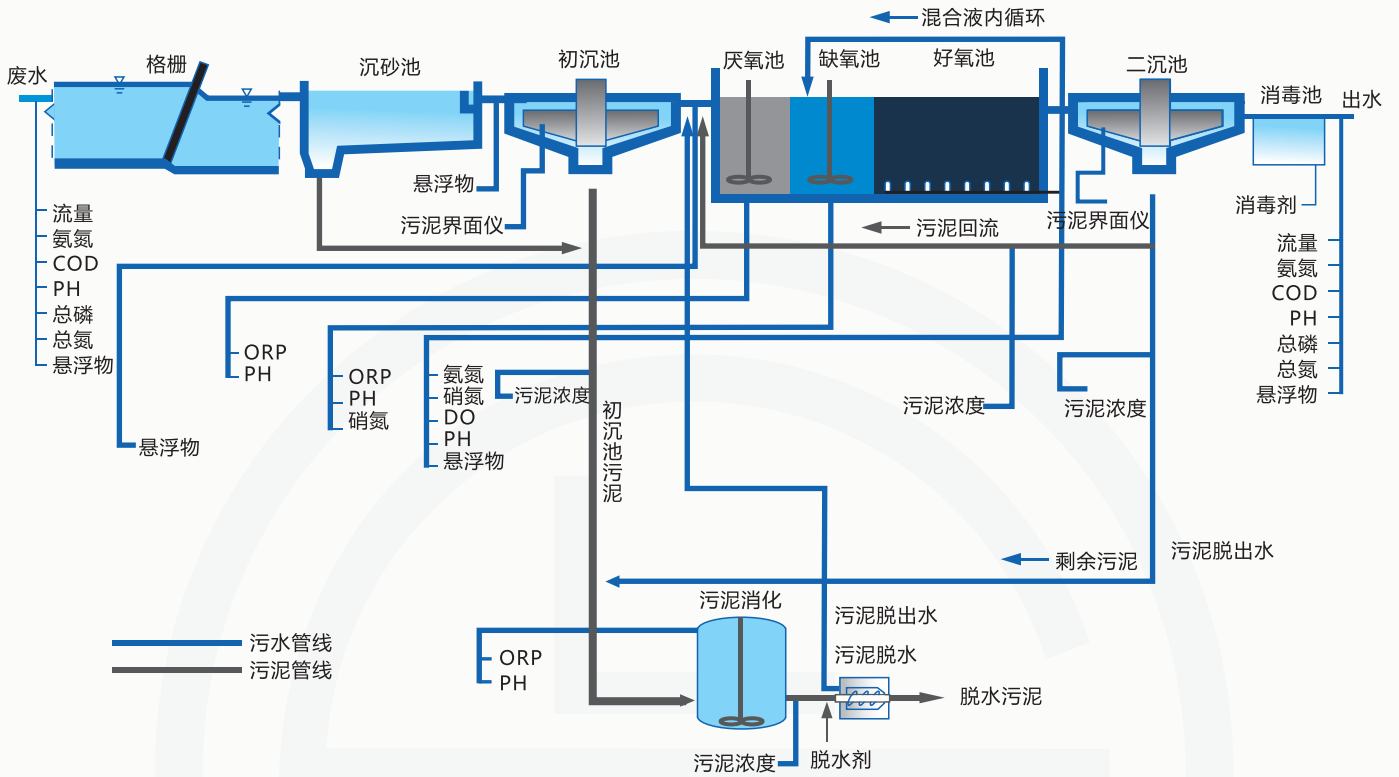 混合液内循环
废水
格栅
沉砂池
初沉池
厌氧池
缺氧池
好氧池
二沉池
消毒池
出水
悬浮物
污泥界面仪
污泥回流
污泥界面仪
消毒剂
流量
氨氮
COD
PH
总磷
总氮
悬浮物
流量
氨氮
COD
PH
总磷
总氮
悬浮物
悬浮物
ORP
PH
ORP
PH
硝氮
氨氮
硝氮
DO
PH
悬浮物
污泥浓度
初沉池污泥
污泥浓度
污泥浓度
剩余污泥
污泥脱出水
污泥消化
污泥脱出水
污泥脱水
污水管线
污泥管线
ORP
PH
脱水污泥
污泥浓度
脱水剂